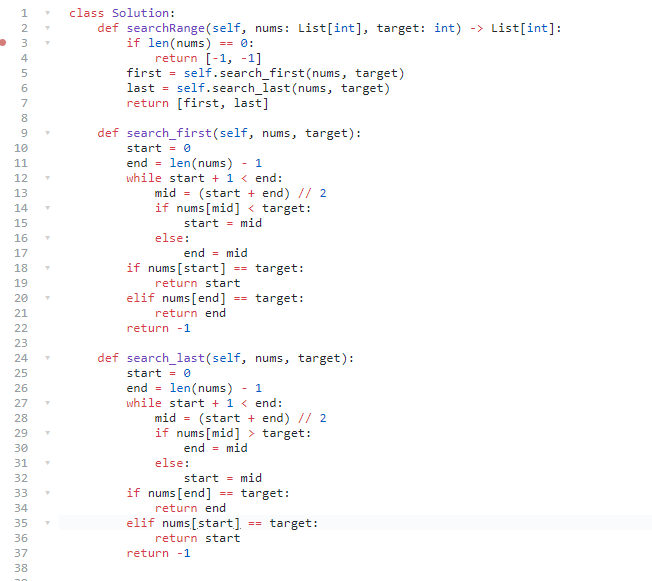 1 class Solution:
2     def searchRange(self, nums: List[int], target: int) -> List[int]:
3         if len(nums) == 0:
4             return [-1, -1]
5         first = self.search_first(nums, target)
6         last = self.search_last(nums, target)
7         return [first, last]
8
9     def search_first(self, nums, target):
10         start = 0
11         end = len(nums) - 1
12         while start + 1 < end:
13             mid = (start + end) // 2
14             if nums[mid] < target:
15                 start = mid
16             else:
17                 end = mid
18         if nums[start] == target:
19             return start
20         elif nums[end] == target:
21             return end
22         return -1
23
24     def search_last(self, nums, target):
25         start = 0
26         end = len(nums) - 1
27         while start + 1 < end:
28             mid = (start + end) // 2
29             if nums[mid] > target:
30                 end = mid
31             else:
32                 start = mid
33         if nums[end] == target:
34             return end
35         elif nums[start] == target:
36             return start
37         return -1
38